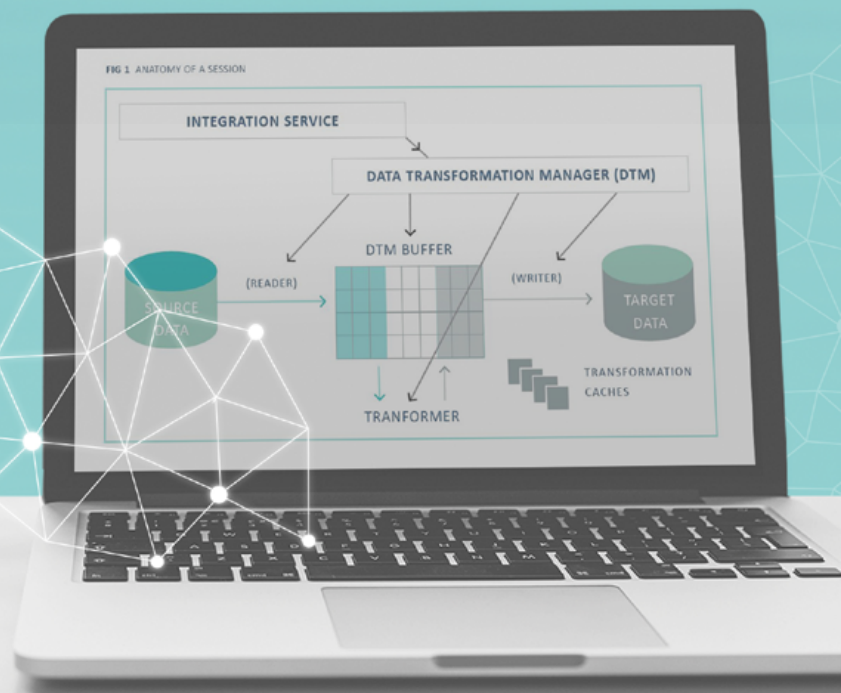 FIG 1 ANATOMY OF A SESSION
INTEGRATION SERVICE
DATA TRANSFORMATION MANAGER (DTM)
DTM BUFFER
(READER)
(WRITER)
SOURCE
DATA
TARGET
DATA
TRANSFORMATION
CACHES
TRANFORMER